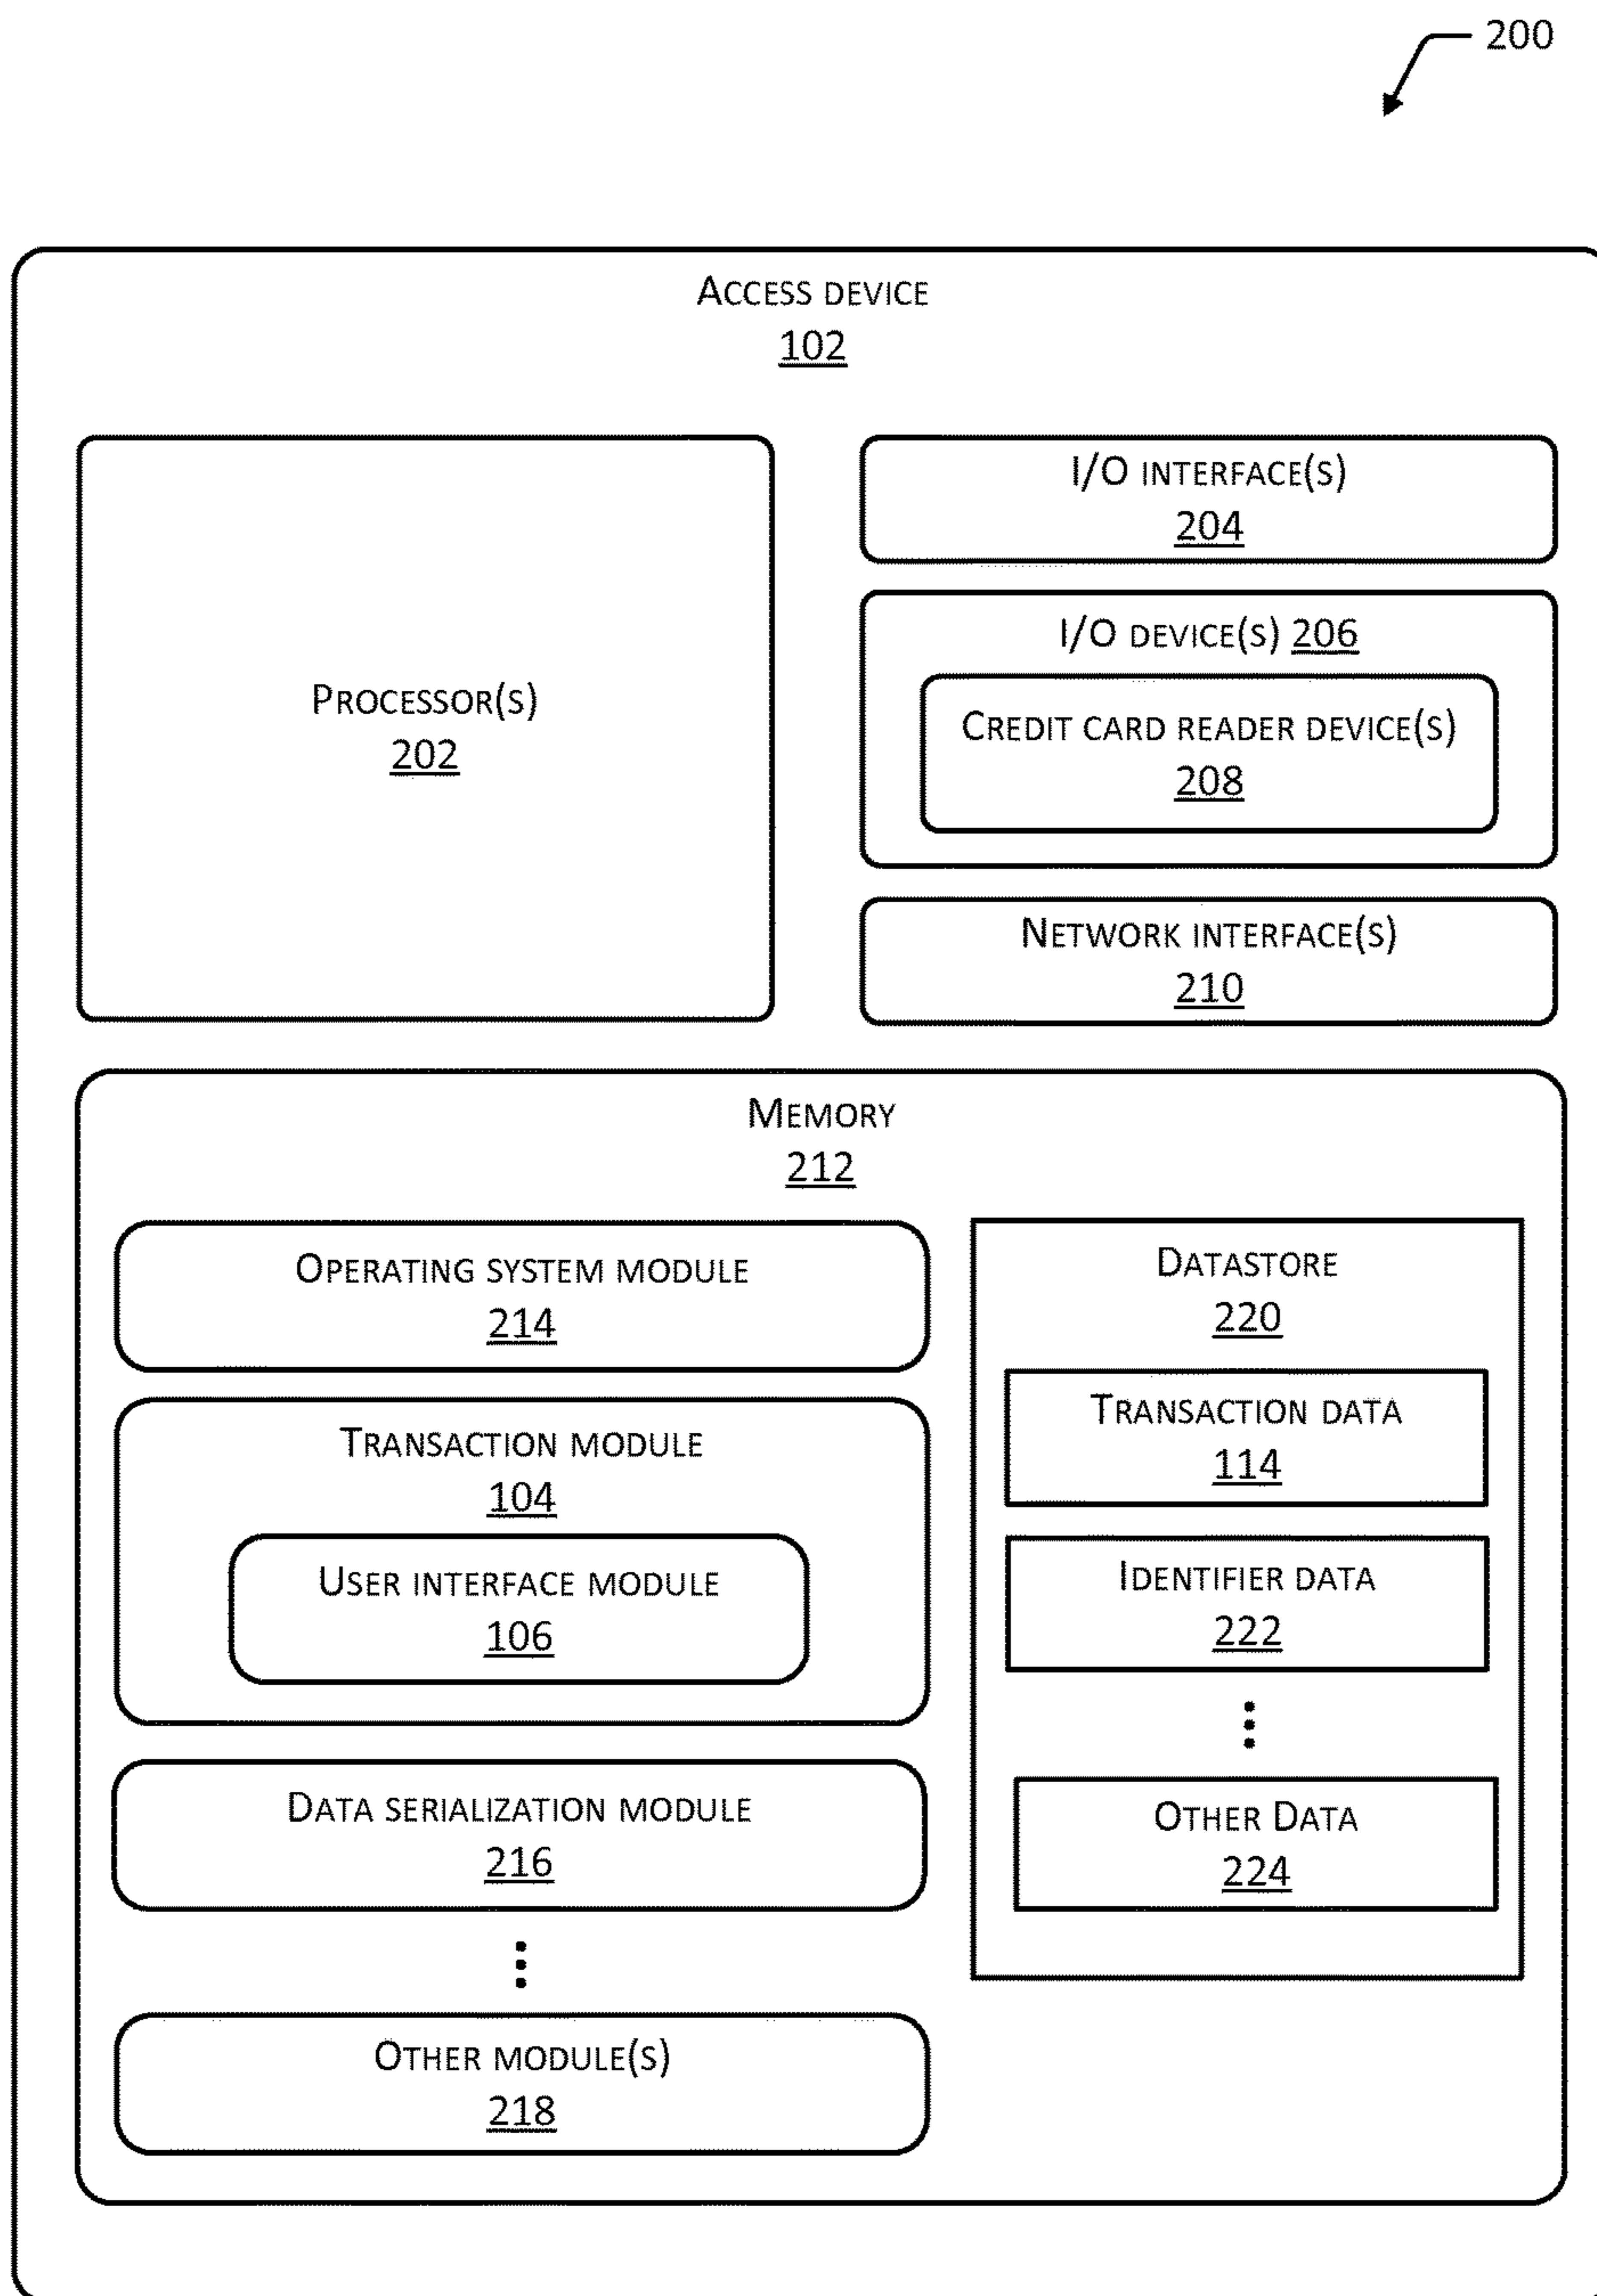 200
Access device
102
Processor(s)
202
I/O interface(s)
204
I/O device(s) 206
Credit card reader device(s)
208
Network interface(s)
210
Memory
212
Operating system module
214
Transaction module
104
User interface module
106
Data serialization module
216
Other module(s)
218
Datastore
220
Transaction data
114
Identifier data
222
Other Data
224